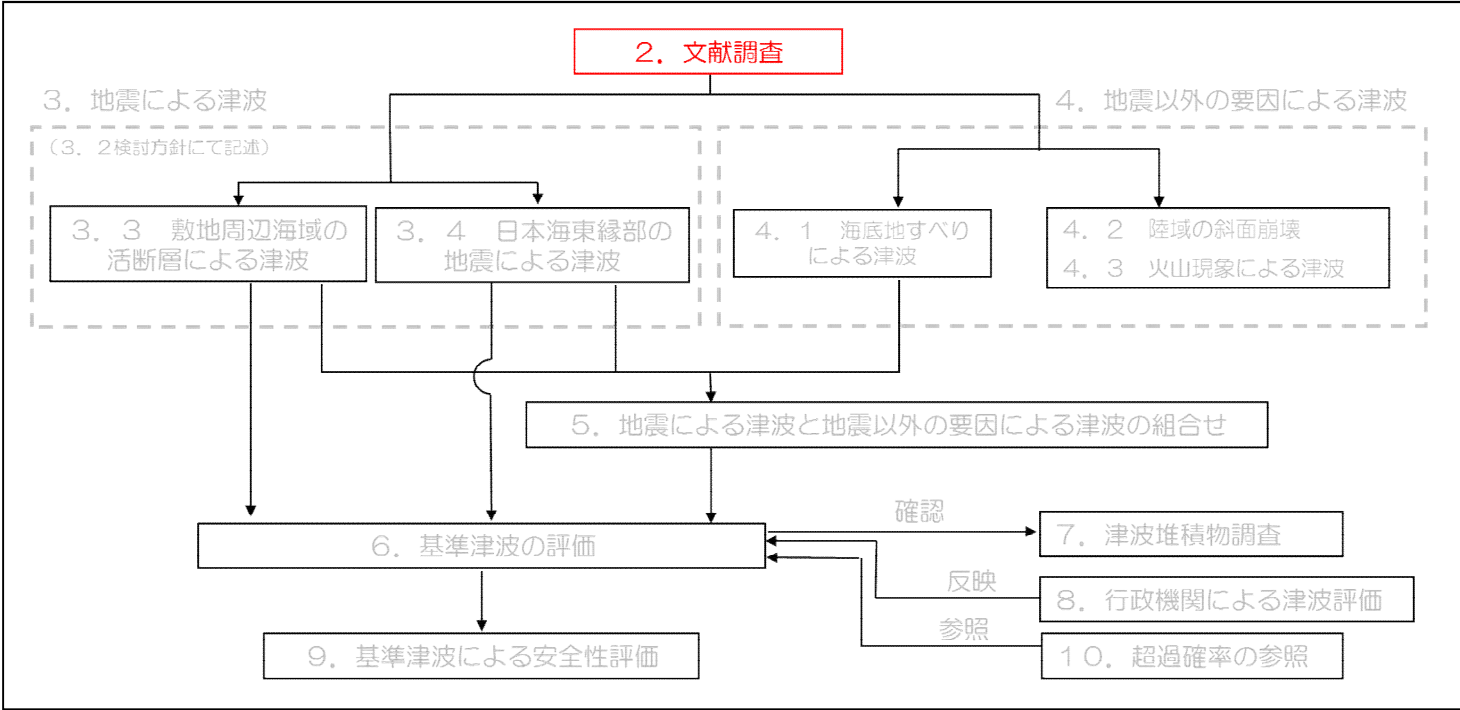 ２．文献調査
３．地震による津波
４．地震以外の要因による津波
（３．２検討方針にて記述）
３．３　敷地周辺海域の
活断層による津波
３．４　日本海東縁部の
地震による津波
４．１　海底地すべり
による津波
４．２　陸域の斜面崩壊
４．３　火山現象による津波
５．地震による津波と地震以外の要因による津波の組合せ
６．基準津波の評価
確認
７．津波堆積物調査
反映
８．行政機関による津波評価
参照
９．基準津波による安全性評価
１０．超過確率の参照